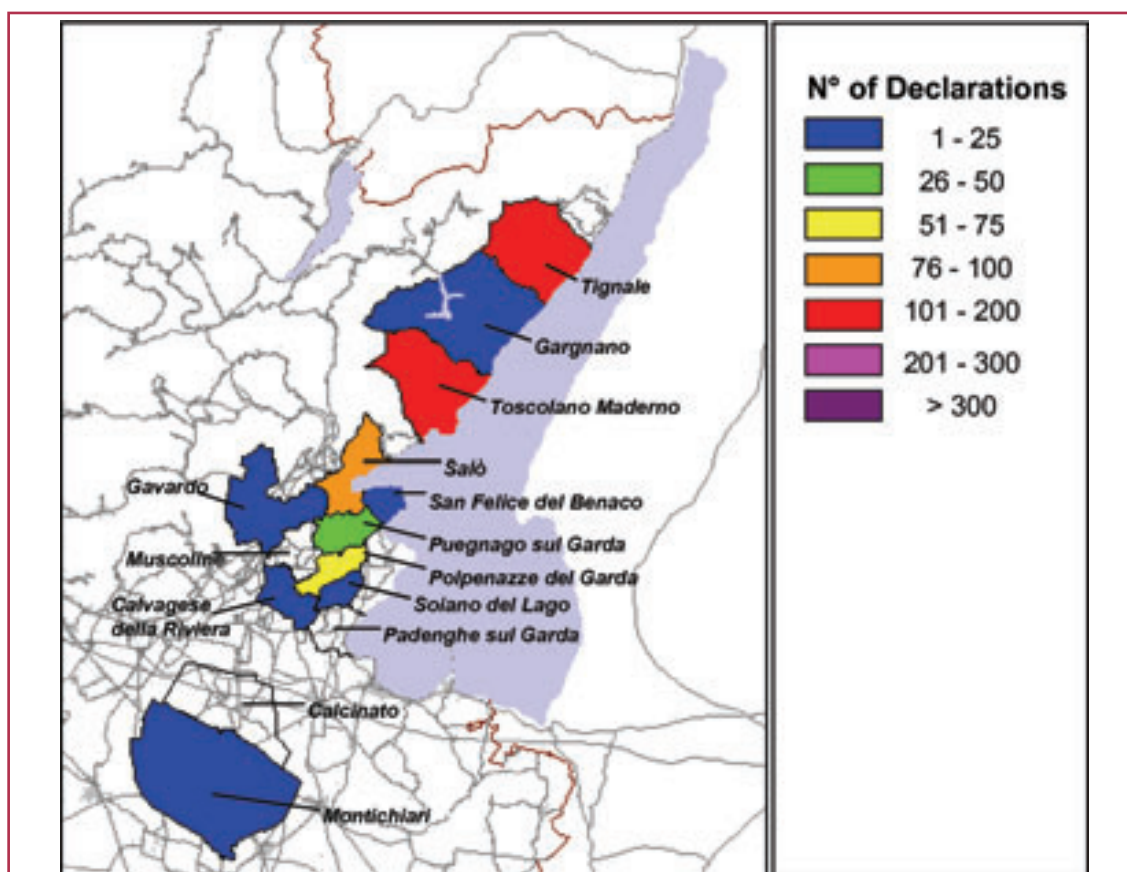 Tignale
Gargnano
Toscolano Maderno
Salò
Gavardo
San Felice del Benaco
Puegnago sul Garda
Muscoline
Polpenazze del Garda
Calvagese
della Riviera
Soiano del Lago
Padenghe sul Garda
Calcinato
Montichiari
N° of Declarations
1 - 25
26 - 50
51 - 75
76 - 100
101 - 200
201 - 300
> 300